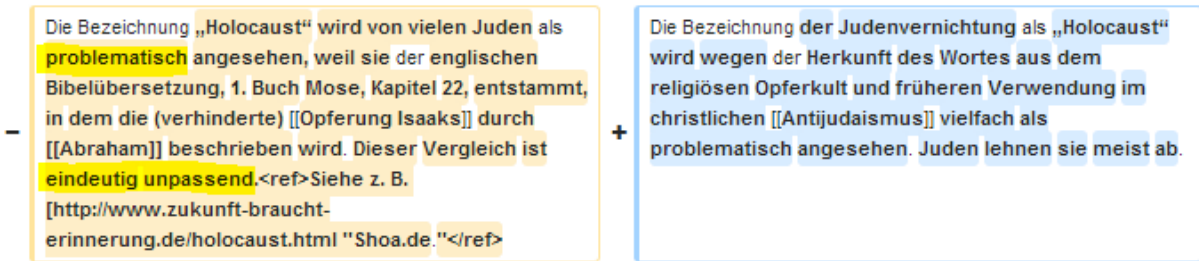 Die Bezeichnung „Holocaust“ wird von vielen Juden als
problematisch angesehen, weil sie der englischen
Bibelübersetzung, 1. Buch Mose, Kapitel 22, entstammt,
in dem die (verhinderte) [[Opferung Isaaks]] durch
[[Abraham]] beschrieben wird. Dieser Vergleich ist
eindeutig unpassend.<ref>Siehe z. B.
[http://www.zukunft-braucht-
erinnerung.de/holocaust.html "Shoa.de."</ref>
Die Bezeichnung der Judenvernichtung als „Holocaust“
wird wegen der Herkunft des Wortes aus dem
religiösen Opferkult und früheren Verwendung im
christlichen [[Antijudaismus]] vielfach als
problematisch angesehen. Juden lehnen sie meist ab.